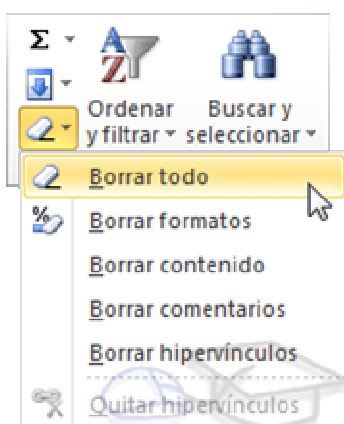 Σ
A
Z
Ordenar
y filtrar
Buscar y
seleccionar
Borrar todo
%
Borrar formatos
Borrar contenido
Borrar comentarios
Borrar hipervínculos
Quitar hipervínculos